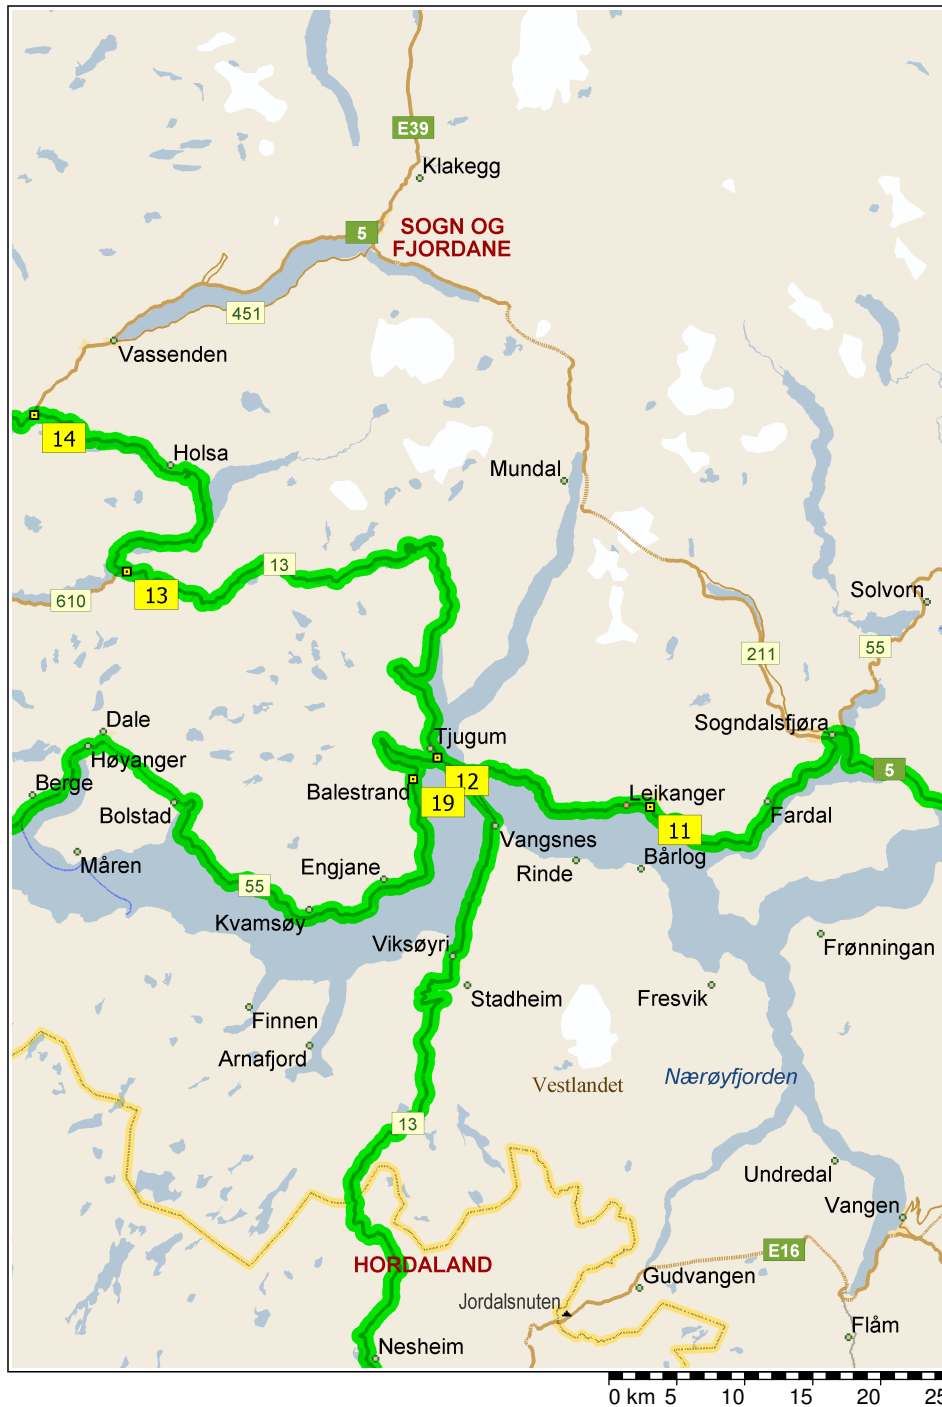 E39
Klakegg
SOGN OG
FJORDANE
5
451
Vassenden
14
Holsa
Mundal
13
13
610
Solvorn
211
55
Sogndalsfjøra
Dale
Høyanger
Tjugum
5
Berge
12
Balestrand
19
Leikanger
Bolstad
Fardal
11
Vangsnes
Måren
Engjane
Rinde
Bårlog
55
Kvamsøy
Viksøyri
Frønningan
Stadheim
Fresvik
Finnen
Arnafjord
Vestlandet
Nærøyfjorden
13
Undredal
Vangen
E16
HORDALAND
Gudvangen
Jordalsnuten
Flåm
Nesheim
0 km 5 10 15 20 25